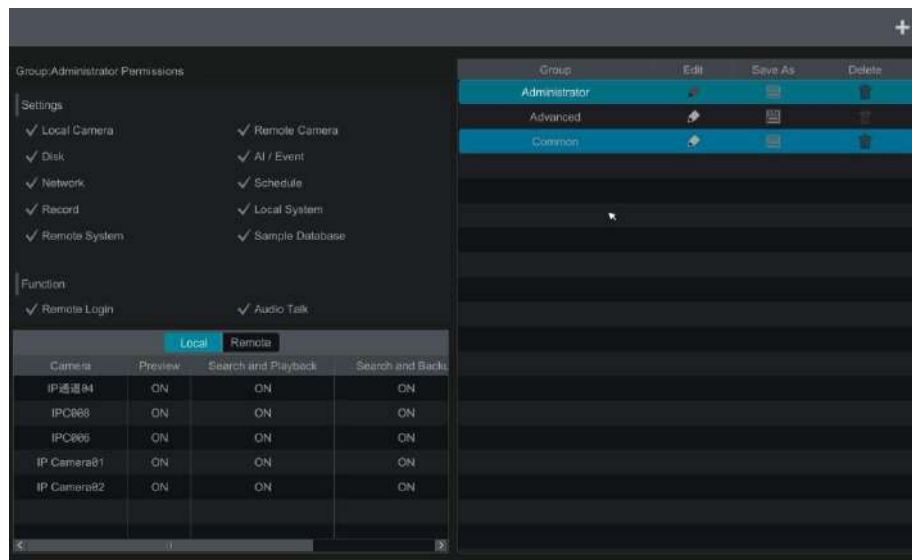 +
Group:Administrator Permissions
Settings
Local Camera Remote Camera
Disk AI / Event
Network Schedule
Record Local System
Remote System Sample Database
Function
Remote Login Audio Talk
Local Remote
Camera Preview Search and Playback Search and Backu
IP通道04 ON ON ON
IPC008 ON ON ON
IPC006 ON ON ON
IP Camera01 ON ON ON
IP Camera02 ON ON ON
Group Edit Save As Delete
Administrator
Advanced
Common